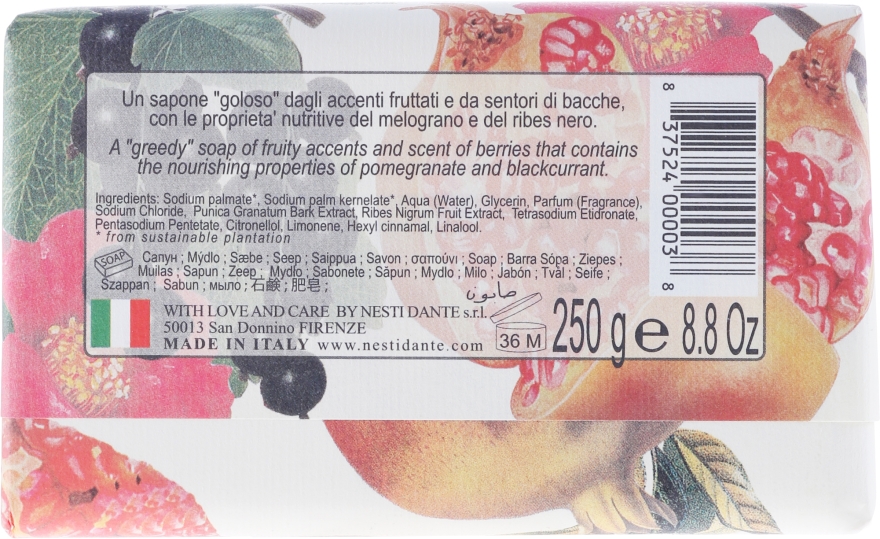 Un sapone "goloso" dagli accenti fruttati e da sentori di bacche,
con le proprieta' nutritive del melograno e del ribes nero.
A "greedy" soap of fruity accents and scent of berries that contains
the nourishing properties of pomegranate and blackcurrant.
Ingredients: Sodium palmate*, Sodium palm kernelate*, Aqua (Water), Glycerin, Parfum (Fragrance),
Sodium Chloride, Punica Granatum Bark Extract, Ribes Nigrum Fruit Extract, Tetrasodium Etidronate,
Pentasodium Pentetate, Citronellol, Limonene, Hexyl cinnamal, Linalool.
* from sustainable plantation
SOAP
Сапун ; Mýdlo ; Sæbe ; Seep ; Saippua ; Savon ; σαπούνι ; Soap ; Barra Sópa ; Ziepes ;
Muilas ; Sapun ; Zeep ; Mydło ; Sabonete ; Săpun ; Mydlo ; Milo ; Jabón ; Tvål ; Seife ;
Szappan ; Sabun ; мыло ; 石鹸 ; 肥皂 ;
صابون
WITH LOVE AND CARE BY NESTI DANTE s.r.l.
50013 San Donnino FIRENZE
MADE IN ITALY www.nestidante.com
36 M
250 g e 8.8 Oz
8 37524 00003 8